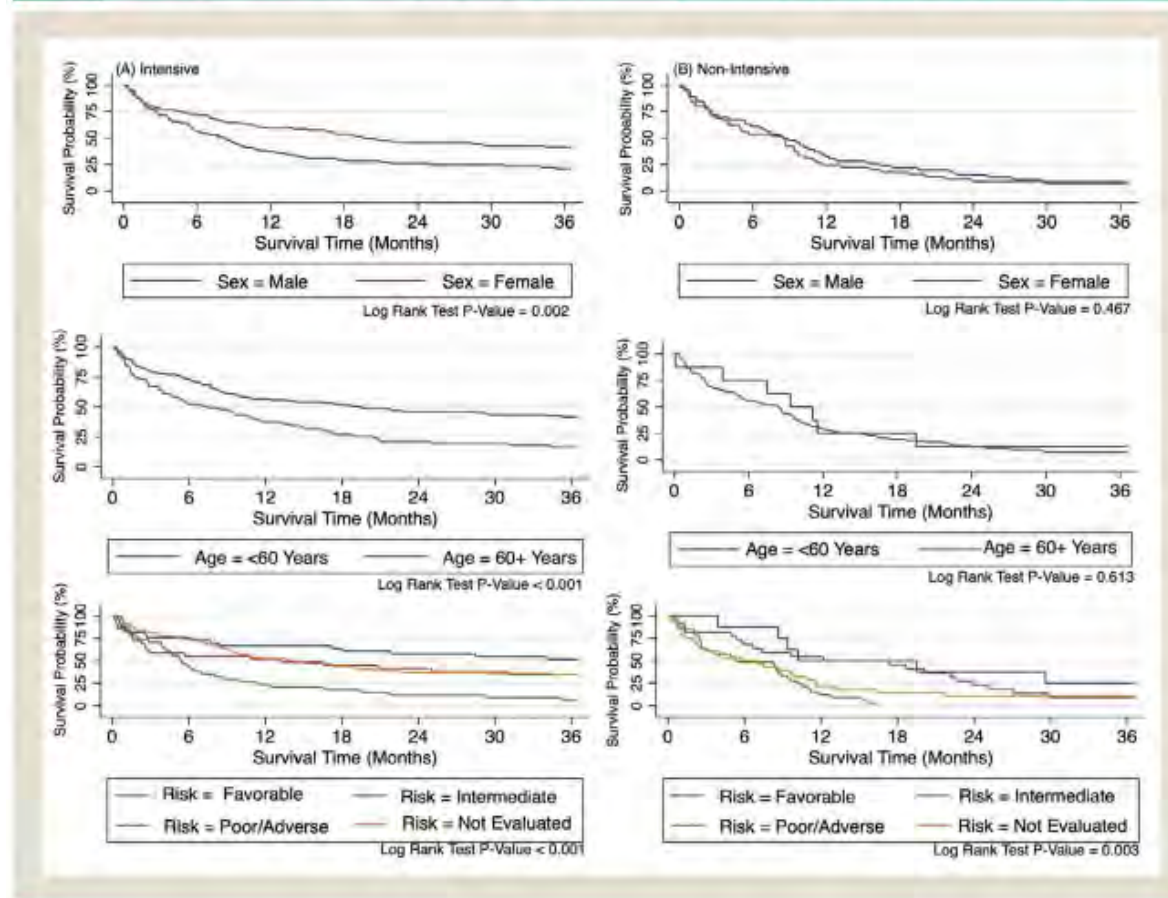 (A) Intensive
Survival Probability (%)
100
75
50
25
0
0 6 12 18 24 30 36
Survival Time (Months)
Sex = Male Sex = Female
Log Rank Test P-Value = 0.002
(B) Non-Intensive
Survival Probability (%)
100
75
50
25
0
0 6 12 18 24 30 36
Survival Time (Months)
Sex = Male Sex = Female
Log Rank Test P-Value = 0.467
Survival Probability (%)
100
75
50
25
0
0 6 12 18 24 30 36
Survival Time (Months)
Age = <60 Years Age = 60+ Years
Log Rank Test P-Value < 0.001
Survival Probability (%)
100
75
50
25
0
0 6 12 18 24 30 36
Survival Time (Months)
Age = <60 Years Age = 60+ Years
Log Rank Test P-Value = 0.613
Survival Probability (%)
100
75
50
25
0
0 6 12 18 24 30 36
Survival Time (Months)
Risk = Favorable Risk = Intermediate
Risk = Poor/Adverse Risk = Not Evaluated
Log Rank Test P-Value < 0.001
Survival Probability (%)
100
75
50
25
0
0 6 12 18 24 30 36
Survival Time (Months)
Risk = Favorable Risk = Intermediate
Risk = Poor/Adverse Risk = Not Evaluated
Log Rank Test P-Value = 0.003